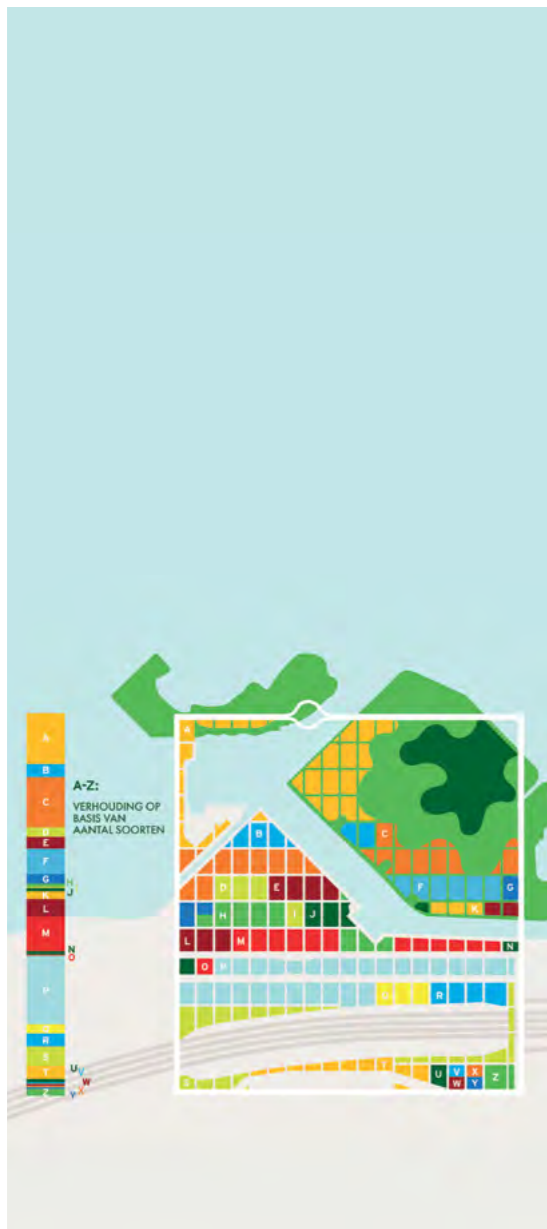 A
B
C
D
E
F
G
H
J
K
L
M
N
O
P
R
S
T
U
V
W
X
Y
Z
A-Z:
VERHOUDING OP
BASIS VAN
AANTAL SOORTEN
A
B
C
D
E
F
G
H
I
J
K
L
M
N
O
P
R
S
T
U
V
X
Z
W
Y